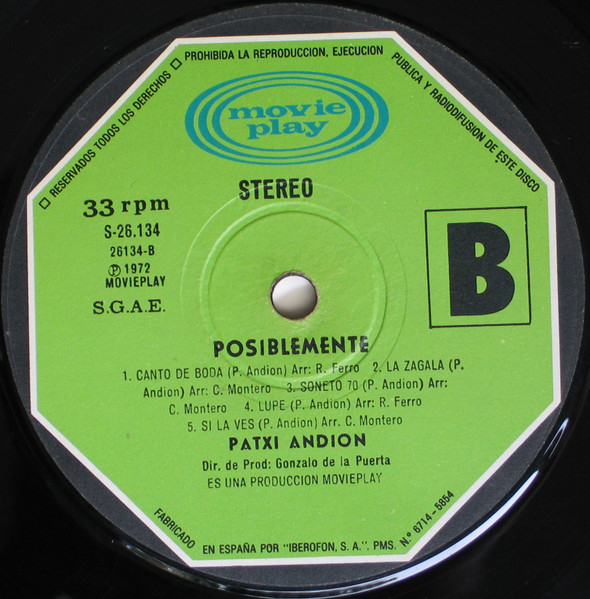 □ RESERVADOS TODOS LOS DERECHOS □ PROHIBIDA LA REPRODUCCION, EJECUCION PUBLICA Y RADIODIFUSION DE ESTE DISCO
movie
play
STEREO
33 rpm
S-26.134
26134-B
Ⓟ 1972
MOVIEPLAY
S.G.A.E.
B
POSIBLEMENTE
1. CANTO DE BODA (P. Andion) Arr: R. Ferro 2. LA ZAGALA (P.
Andion) Arr: C. Montero 3. SONETO 70 (P. Andion) Arr:
C. Montero 4. LUPE (P. Andion) Arr: R. Ferro
5. SI LA VES (P. Andion) Arr. C. Montero
PATXI ANDION
Dir. de Prod: Gonzalo de la Puerta
ES UNA PRODUCCION MOVIEPLAY
FABRICADO EN ESPAÑA POR "IBEROFON, S. A.". PMS. N.º 6714-5854